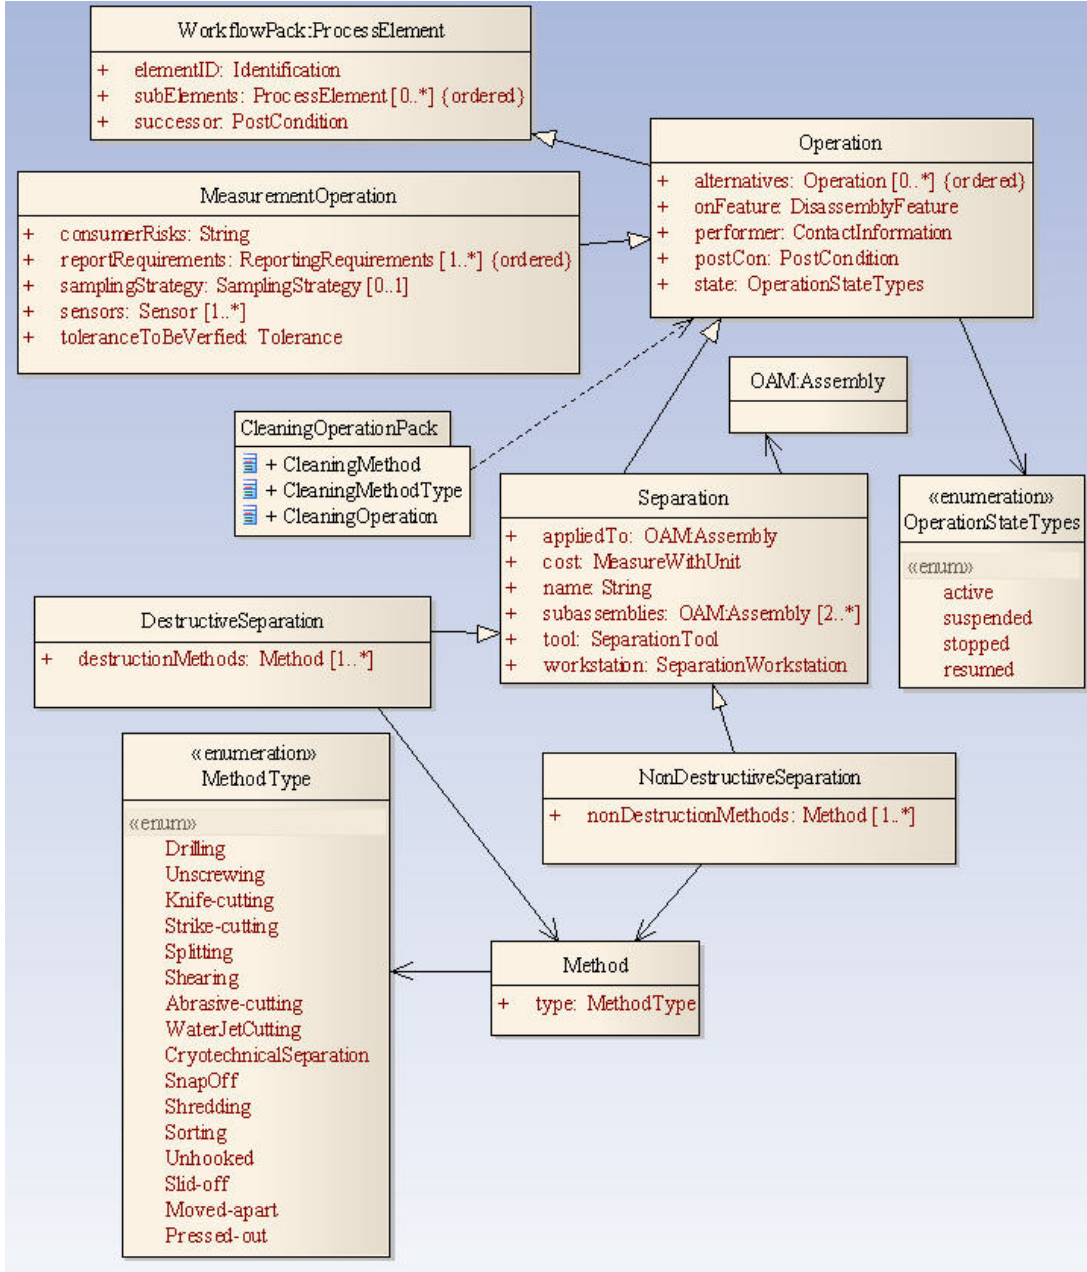 WorkflowPack:ProcessElement
+ elementID: Identification
+ subElements: ProcessElement [0..*] {ordered}
+ successor: PostCondition
Operation
+ alternatives: Operation [0..*] {ordered}
+ onFeature: DisassemblyFeature
+ performer: ContactInformation
+ postCon: PostCondition
+ state: OperationStateTypes
MeasurementOperation
+ consumerRisks: String
+ reportRequirements: ReportingRequirements [1..*] {ordered}
+ samplingStrategy: SamplingStrategy [0..1]
+ sensors: Sensor [1..*]
+ toleranceToBeVerfied: Tolerance
OAM:Assembly
CleaningOperationPack
+ CleaningMethod
+ CleaningMethodType
+ CleaningOperation
Separation
+ appliedTo: OAM:Assembly
+ cost: MeasureWithUnit
+ name: String
+ subassemblies: OAM:Assembly [2..*]
+ tool: SeparationTool
+ workstation: SeparationWorkstation
«enumeration»
OperationStateTypes
«enum»
active
suspended
stopped
resumed
DestructiveSeparation
+ destructionMethods: Method [1..*]
«enumeration»
MethodType
«enum»
Drilling
Unscrewing
Knife-cutting
Strike-cutting
Splitting
Shearing
Abrasive-cutting
WaterJetCutting
CryotechnicalSeparation
SnapOff
Shredding
Sorting
Unhooked
Slid-off
Moved-apart
Pressed-out
NonDestructiiveSeparation
+ nonDestructionMethods: Method [1..*]
Method
+ type: MethodType